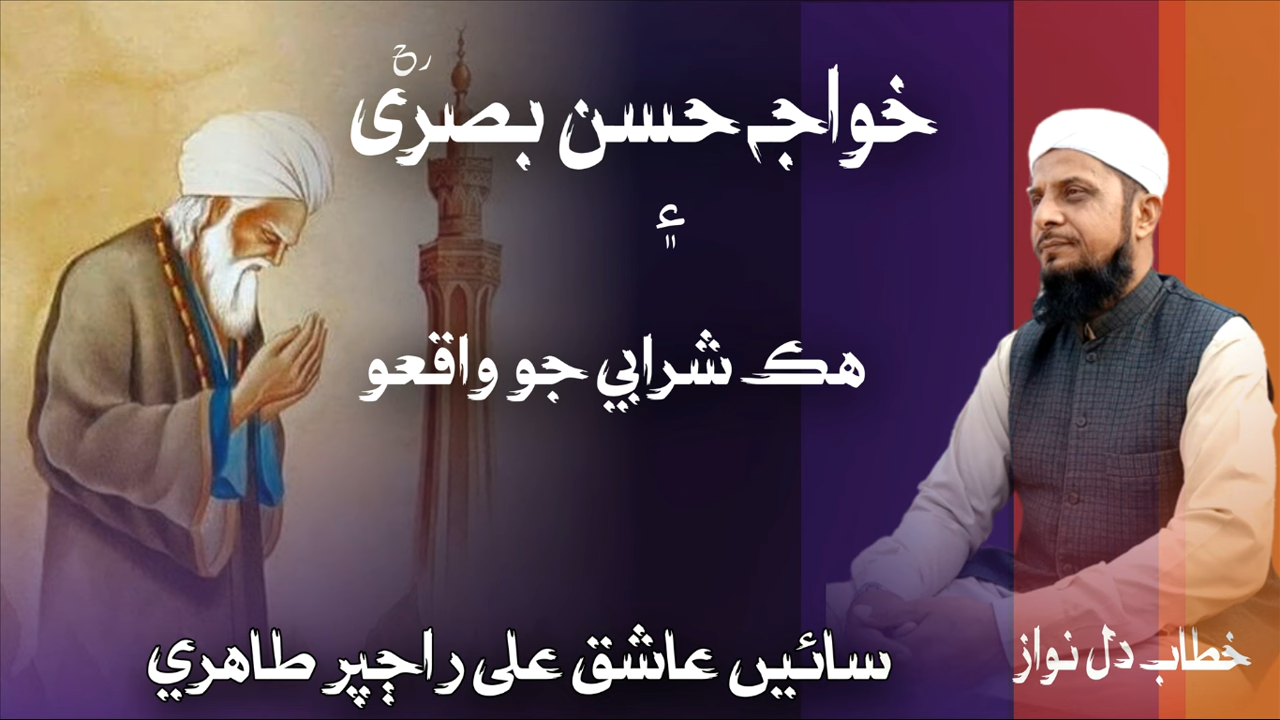 خواجہ حسن بصریؒ
۽
هڪ شرابي جو واقعو
سائين عاشق علی راڄپر طاهري
خطاب دل نواز